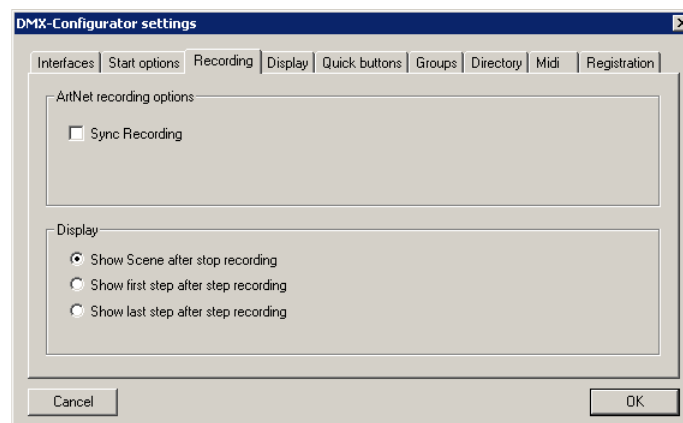 DMX-Configurator settings
Interfaces Start options Recording Display Quick buttons Groups Directory Midi Registration
ArtNet recording options
Sync Recording
Display
Show Scene after stop recording
Show first step after step recording
Show last step after step recording
Cancel OK